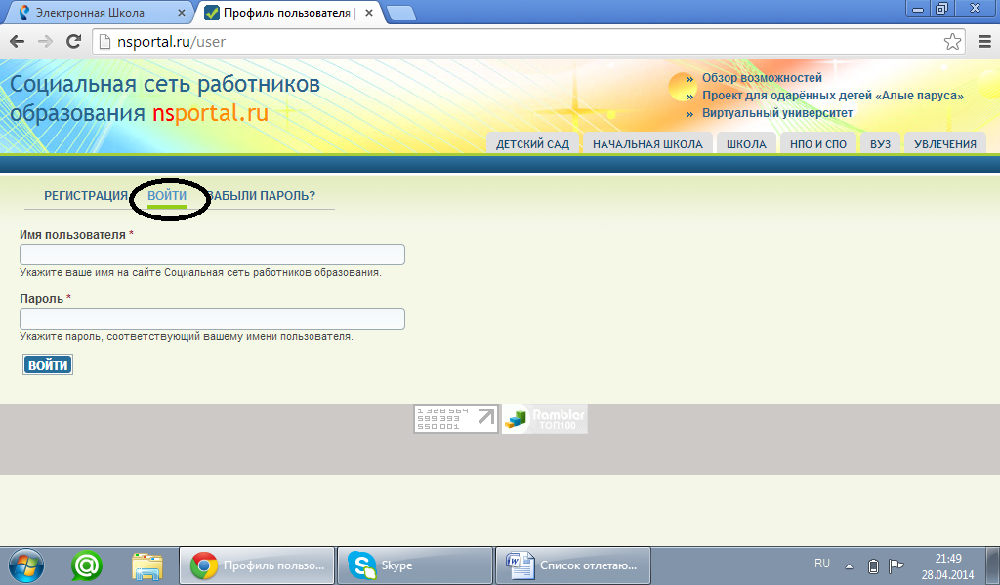 Электронная Школа
Профиль пользователя |
nsportal.ru/user
Социальная сеть работников
образования nsportal.ru
» Обзор возможностей
» Проект для одарённых детей «Алые паруса»
» Виртуальный университет
ДЕТСКИЙ САД НАЧАЛЬНАЯ ШКОЛА ШКОЛА НПО И СПО ВУЗ УВЛЕЧЕНИЯ
РЕГИСТРАЦИЯ ВОЙТИ ЗАБЫЛИ ПАРОЛЬ?
Имя пользователя *
Укажите ваше имя на сайте Социальная сеть работников образования.
Пароль *
Укажите пароль, соответствующий вашему имени пользователя.
ВОЙТИ
1 328 564
599 393
550 001
Rambler
ТОП100
Профиль пользо...
Skype
Список отлетаю...
RU
21:49
28.04.2014